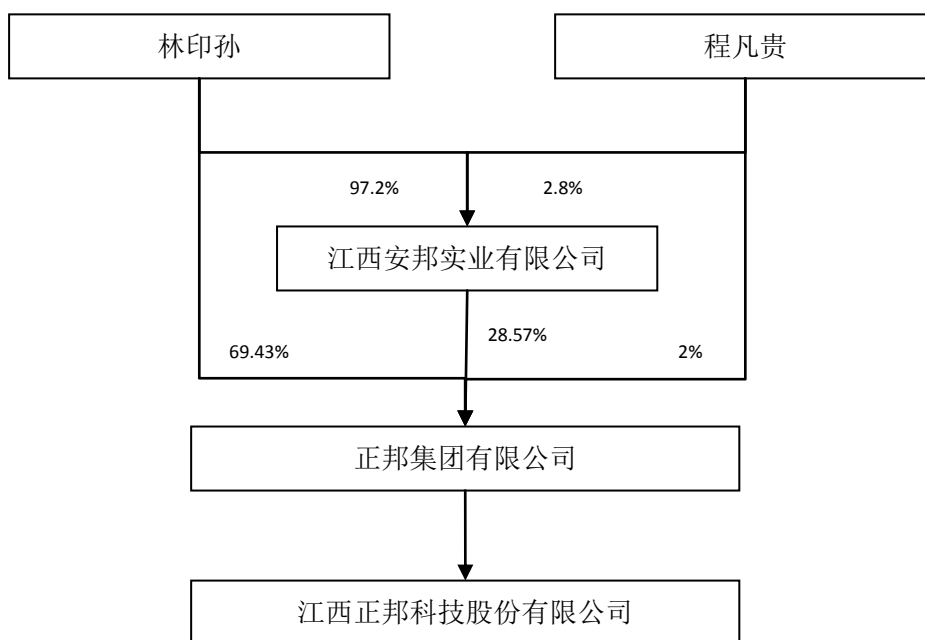 林印孙
程凡贵
97.2%
2.8%
江西安邦实业有限公司
28.57%
69.43%
2%
正邦集团有限公司
江西正邦科技股份有限公司